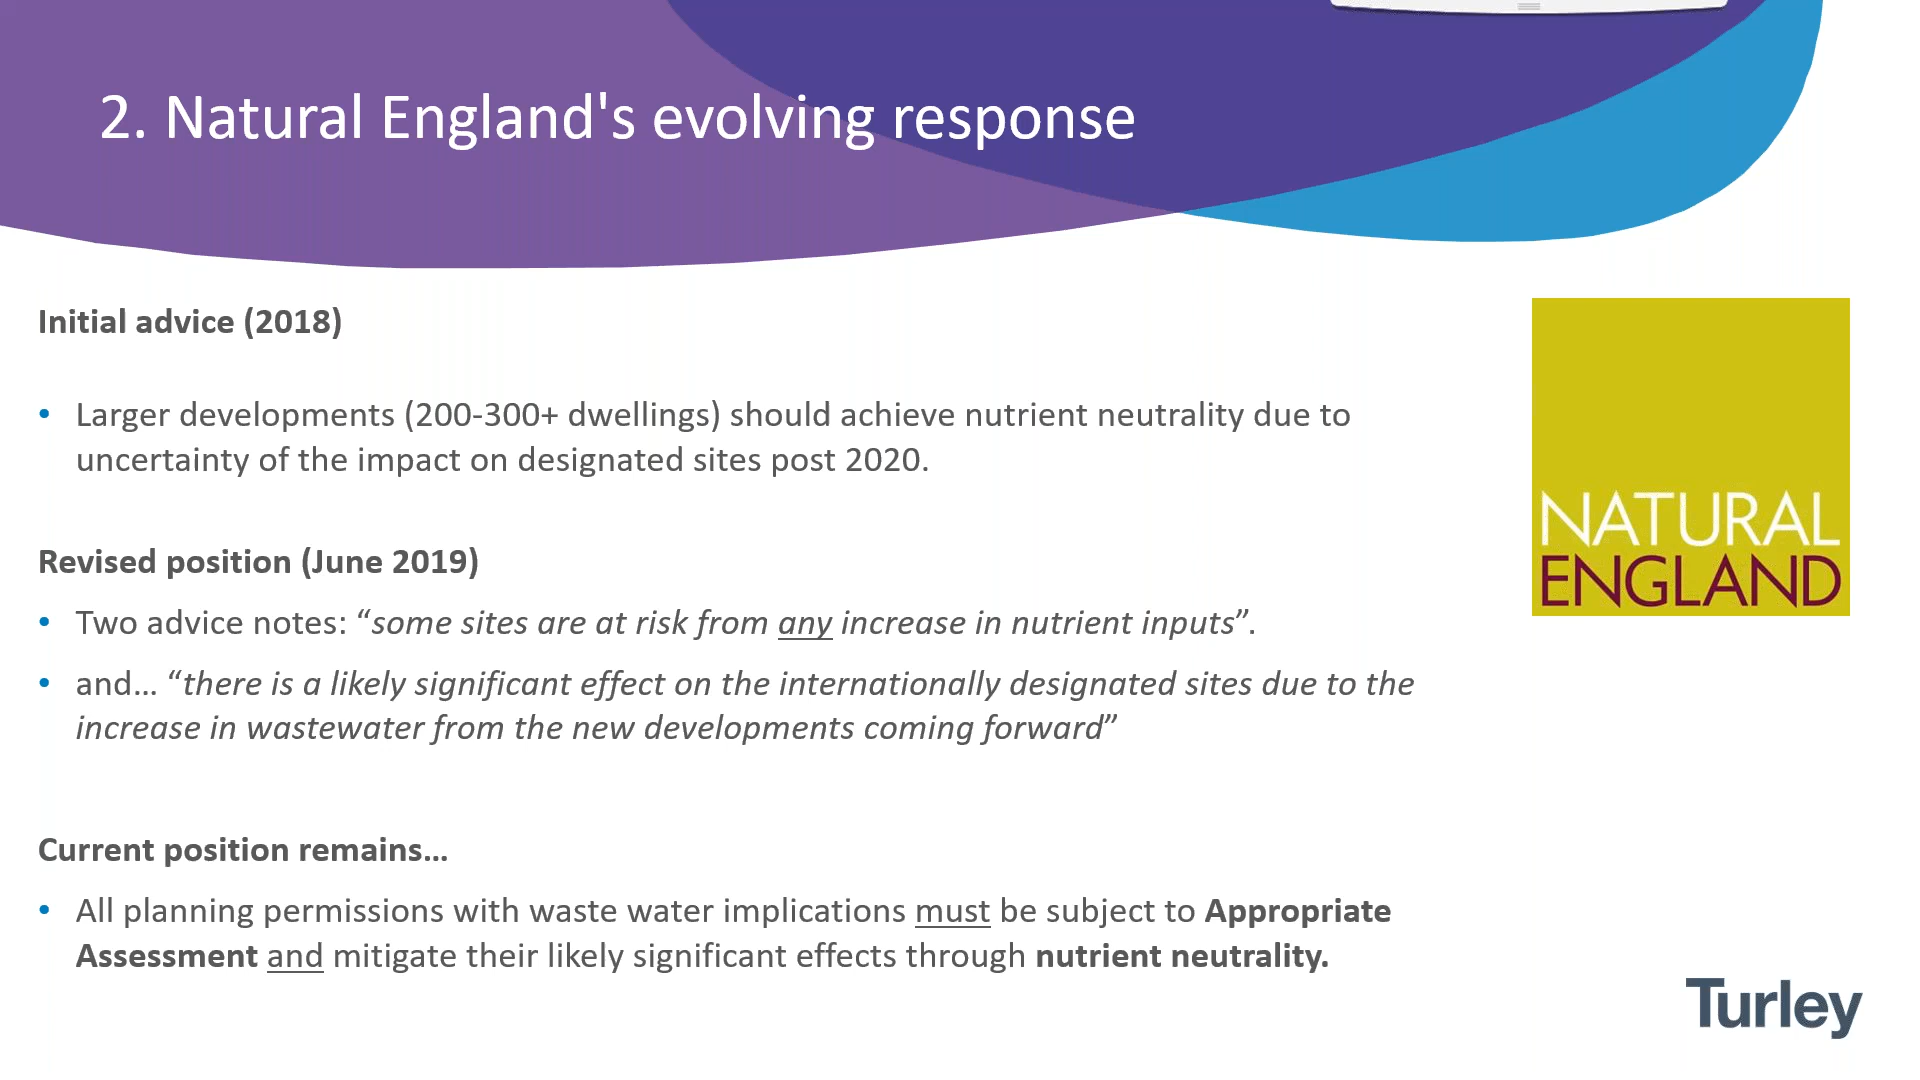 2. Natural England's evolving response
Initial advice (2018)
• Larger developments (200-300+ dwellings) should achieve nutrient neutrality due to
uncertainty of the impact on designated sites post 2020.
Revised position (June 2019)
• Two advice notes: “some sites are at risk from any increase in nutrient inputs”.
• and… “there is a likely significant effect on the internationally designated sites due to the
increase in wastewater from the new developments coming forward”
Current position remains…
• All planning permissions with waste water implications must be subject to Appropriate
Assessment and mitigate their likely significant effects through nutrient neutrality.
NATURAL
ENGLAND
Turley